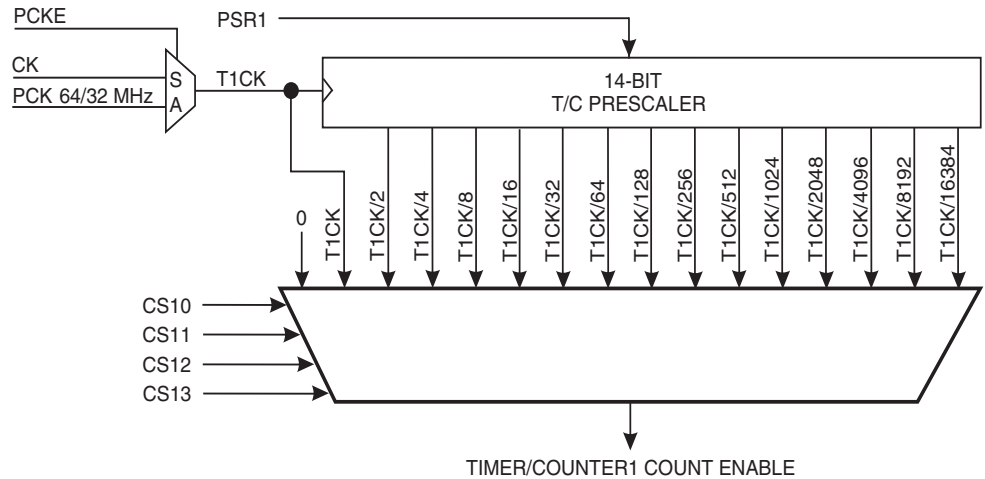 PCKE
PSR1
CK
PCK 64/32 MHz
S
A
T1CK
14-BIT
T/C PRESCALER
0
T1CK
T1CK/2
T1CK/4
T1CK/8
T1CK/16
T1CK/32
T1CK/64
T1CK/128
T1CK/256
T1CK/512
T1CK/1024
T1CK/2048
T1CK/4096
T1CK/8192
T1CK/16384
CS10
CS11
CS12
CS13
TIMER/COUNTER1 COUNT ENABLE